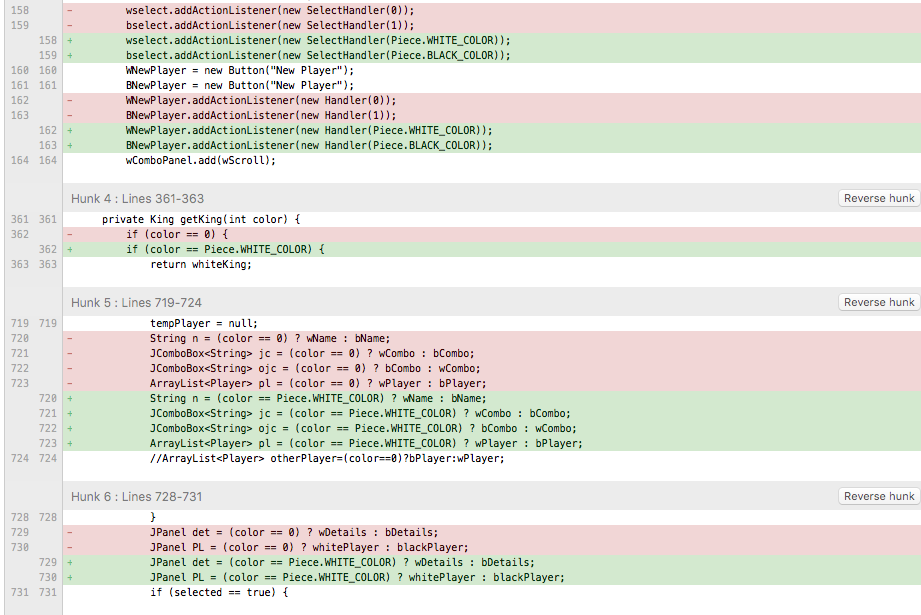 158 - wselect.addActionListener(new SelectHandler(0));
159 - bselect.addActionListener(new SelectHandler(1));
158 + wselect.addActionListener(new SelectHandler(Piece.WHITE_COLOR));
159 + bselect.addActionListener(new SelectHandler(Piece.BLACK_COLOR));
160 160 WNewPlayer = new Button("New Player");
161 161 BNewPlayer = new Button("New Player");
162 - WNewPlayer.addActionListener(new Handler(0));
163 - BNewPlayer.addActionListener(new Handler(1));
162 + WNewPlayer.addActionListener(new Handler(Piece.WHITE_COLOR));
163 + BNewPlayer.addActionListener(new Handler(Piece.BLACK_COLOR));
164 164 wComboPanel.add(wScroll);
Hunk 4 : Lines 361-363 Reverse hunk
361 361 private King getKing(int color) {
362 - if (color == 0) {
362 + if (color == Piece.WHITE_COLOR) {
363 363 return whiteKing;
Hunk 5 : Lines 719-724 Reverse hunk
719 719 tempPlayer = null;
720 - String n = (color == 0) ? wName : bName;
721 - JComboBox<String> jc = (color == 0) ? wCombo : bCombo;
722 - JComboBox<String> ojc = (color == 0) ? bCombo : wCombo;
723 - ArrayList<Player> pl = (color == 0) ? wPlayer : bPlayer;
720 + String n = (color == Piece.WHITE_COLOR) ? wName : bName;
721 + JComboBox<String> jc = (color == Piece.WHITE_COLOR) ? wCombo : bCombo;
722 + JComboBox<String> ojc = (color == Piece.WHITE_COLOR) ? bCombo : wCombo;
723 + ArrayList<Player> pl = (color == Piece.WHITE_COLOR) ? wPlayer : bPlayer;
724 724 //ArrayList<Player> otherPlayer=(color==0)?bPlayer:wPlayer;
Hunk 6 : Lines 728-731 Reverse hunk
728 728 }
729 - JPanel det = (color == 0) ? wDetails : bDetails;
730 - JPanel PL = (color == 0) ? whitePlayer : blackPlayer;
729 + JPanel det = (color == Piece.WHITE_COLOR) ? wDetails : bDetails;
730 + JPanel PL = (color == Piece.WHITE_COLOR) ? whitePlayer : blackPlayer;
731 731 if (selected == true) {